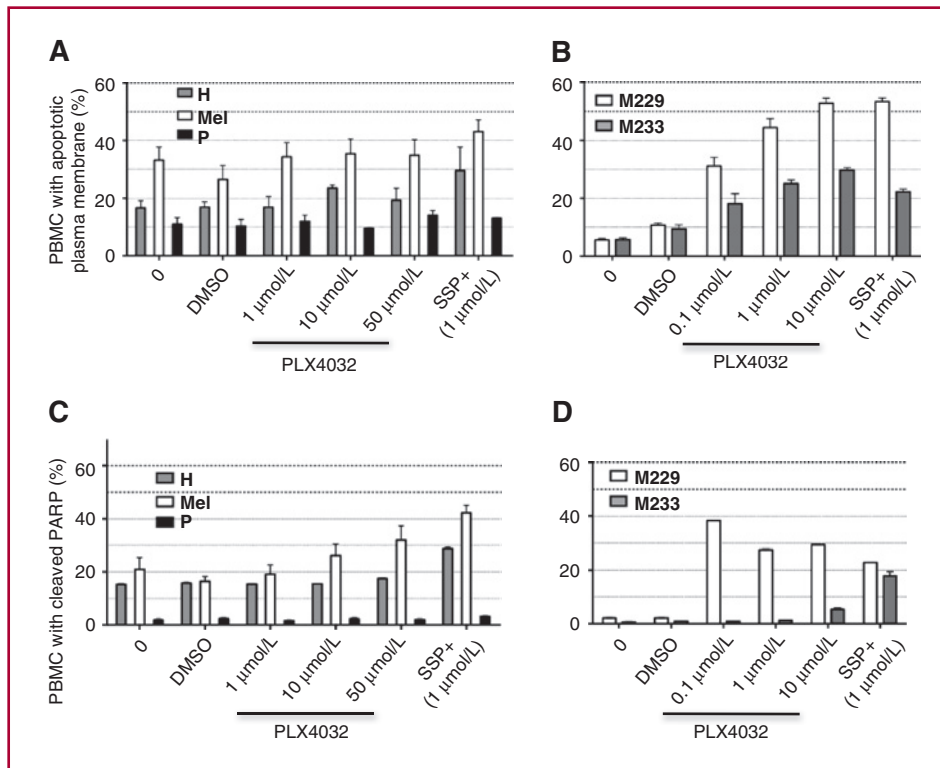 A
PBMC with apoptotic
plasma membrane (%)
60
40
20
0
H
Mel
P
0
DMSO
1 µmol/L
10 µmol/L
50 µmol/L
SSP+
(1 µmol/L)
PLX4032
B
60
40
20
0
M229
M233
0
DMSO
0.1 µmol/L
1 µmol/L
10 µmol/L
SSP+
(1 µmol/L)
PLX4032
C
PBMC with cleaved PARP (%)
60
40
20
0
H
Mel
P
0
DMSO
1 µmol/L
10 µmol/L
50 µmol/L
SSP+
(1 µmol/L)
PLX4032
D
60
40
20
0
M229
M233
0
DMSO
0.1 µmol/L
1 µmol/L
10 µmol/L
SSP+
(1 µmol/L)
PLX4032